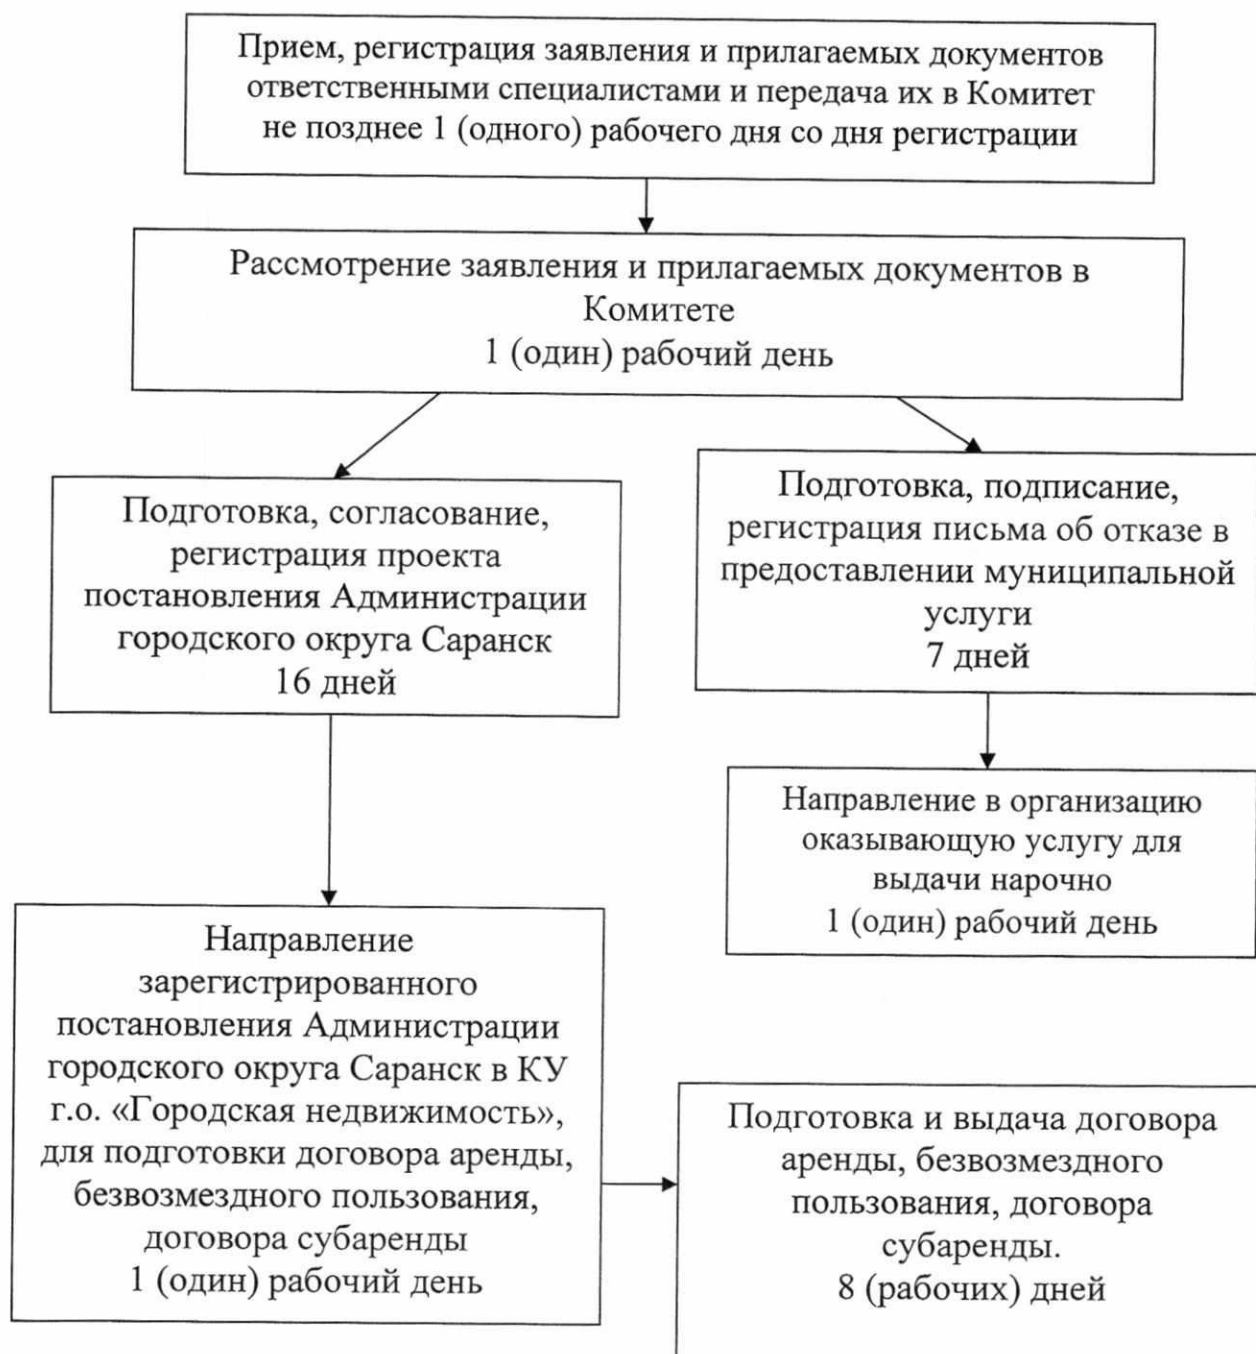 Прием, регистрация заявления и прилагаемых документов
ответственными специалистами и передача их в Комитет
не позднее 1 (одного) рабочего дня со дня регистрации
Рассмотрение заявления и прилагаемых документов в
Комитете
1 (один) рабочий день
Подготовка, согласование,
регистрация проекта
постановления Администрации
городского округа Саранск
16 дней
Подготовка, подписание,
регистрация письма об отказе в
предоставлении муниципальной
услуги
7 дней
Направление в организацию
оказывающую услугу для
выдачи нарочно
1 (один) рабочий день
Направление
зарегистрированного
постановления Администрации
городского округа Саранск в КУ
г.о. «Городская недвижимость»,
для подготовки договора аренды,
безвозмездного пользования,
договора субаренды
1 (один) рабочий день
Подготовка и выдача договора
аренды, безвозмездного
пользования, договора
субаренды.
8 (рабочих) дней